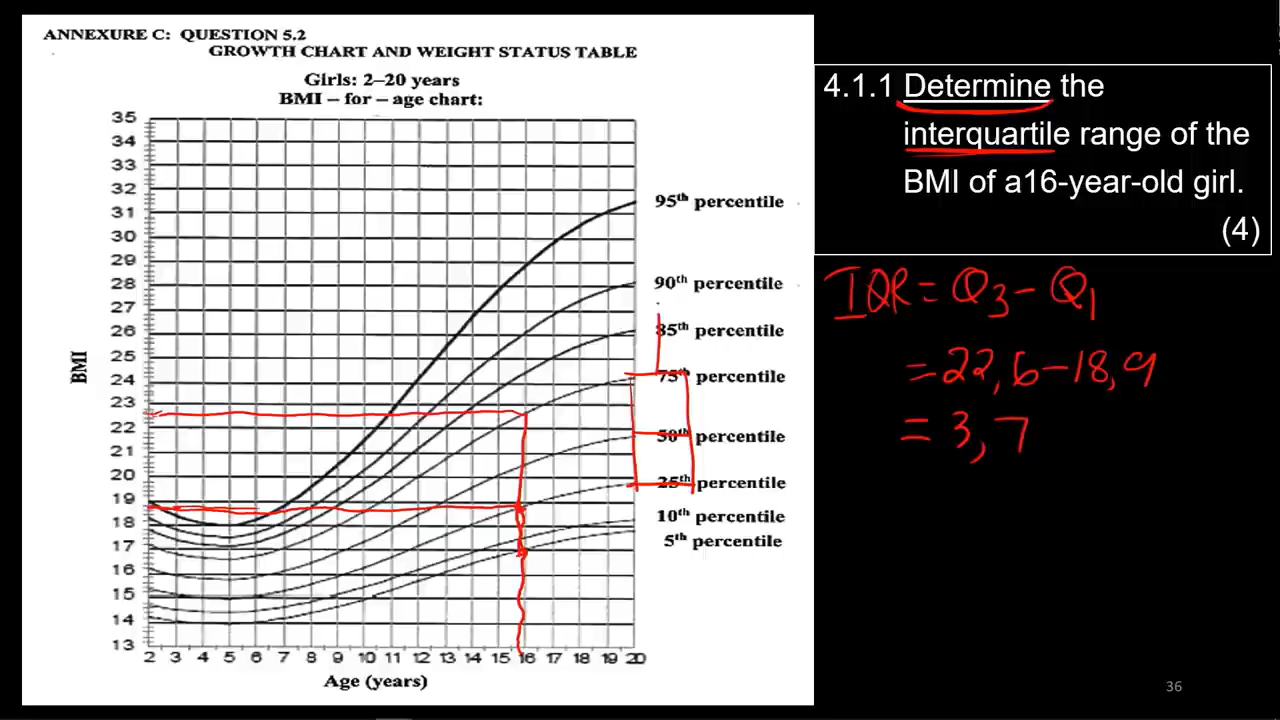 ANNEXURE C: QUESTION 5.2
GROWTH CHART AND WEIGHT STATUS TABLE
Girls: 2–20 years
BMI – for – age chart:
35
34
33
32
31
30
29
28
27
26
25
24
23
22
21
20
19
18
17
16
15
14
13
BMI
95th percentile
90th percentile
85th percentile
75th percentile
50th percentile
25th percentile
10th percentile
5th percentile
2 3 4 5 6 7 8 9 10 11 12 13 14 15 16 17 18 19 20
Age (years)
4.1.1 Determine the
interquartile range of the
BMI of a16-year-old girl.
(4)
IQR = Q3 - Q1
= 22,6 - 18,9
= 3,7
36